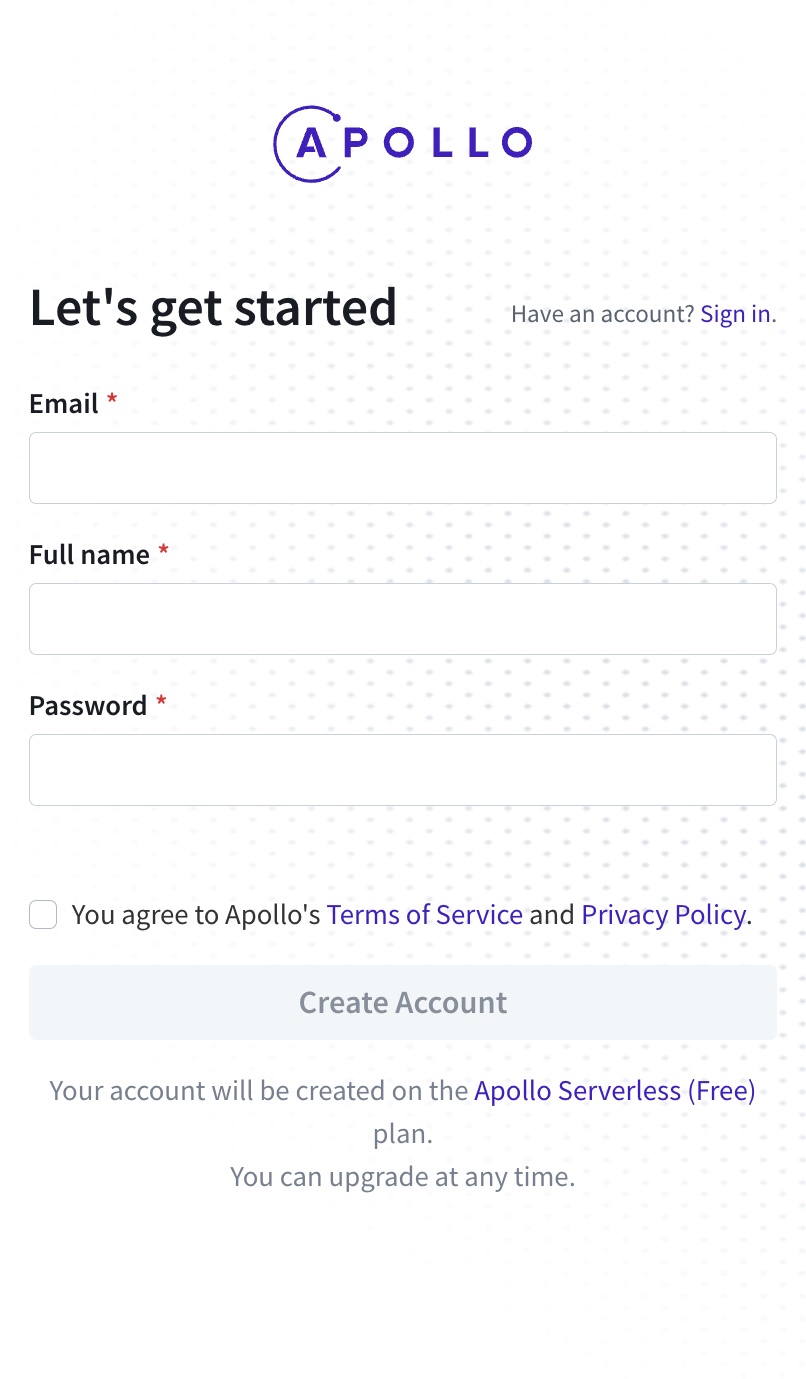 APOLLO
Let's get started
Have an account? Sign in.
Email *
Full name *
Password *
You agree to Apollo's Terms of Service and Privacy Policy.
Create Account
Your account will be created on the Apollo Serverless (Free)
plan.
You can upgrade at any time.